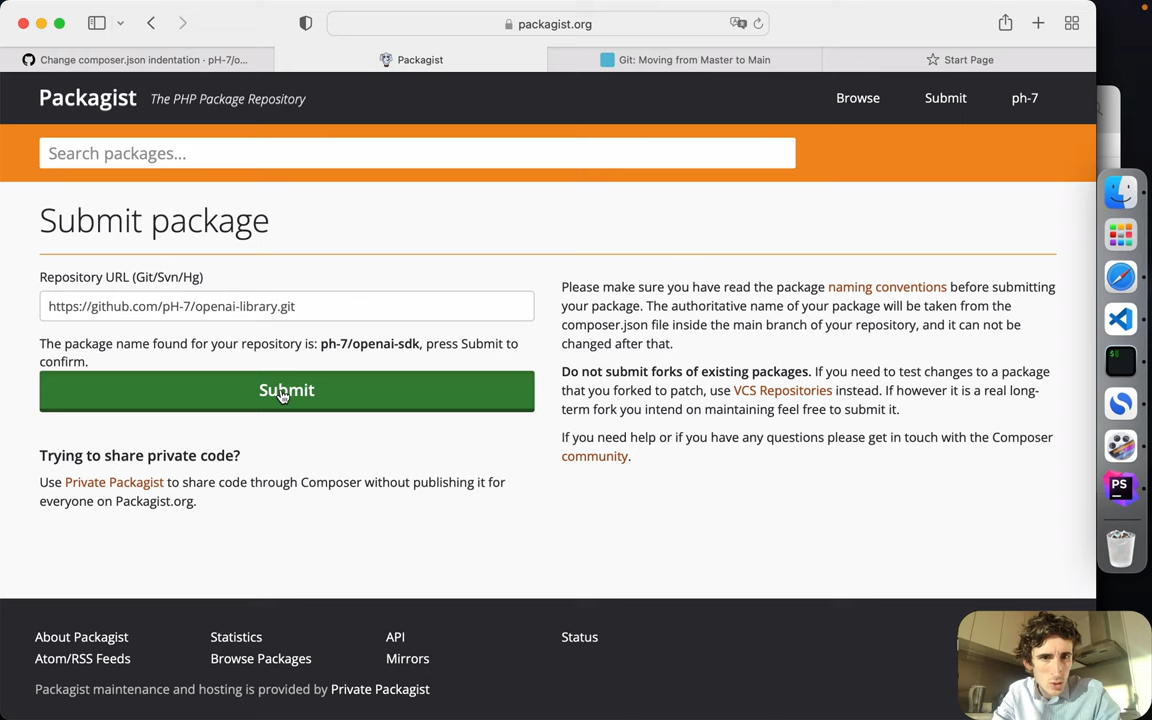 packagist.org
Change composer.json indentation · pH-7/o...
Packagist
Git: Moving from Master to Main
Start Page
Packagist
The PHP Package Repository
Browse
Submit
ph-7
Search packages...
Submit package
Repository URL (Git/Svn/Hg)
https://github.com/pH-7/openai-library.git
The package name found for your repository is: ph-7/openai-sdk, press Submit to
confirm.
Submit
Trying to share private code?
Use Private Packagist to share code through Composer without publishing it for
everyone on Packagist.org.
Please make sure you have read the package naming conventions before submitting
your package. The authoritative name of your package will be taken from the
composer.json file inside the main branch of your repository, and it can not be
changed after that.
Do not submit forks of existing packages. If you need to test changes to a package
that you forked to patch, use VCS Repositories instead. If however it is a real long-
term fork you intend on maintaining feel free to submit it.
If you need help or if you have any questions please get in touch with the Composer
community.
$
PS
About Packagist
Atom/RSS Feeds
Statistics
Browse Packages
API
Mirrors
Status
Packagist maintenance and hosting is provided by Private Packagist